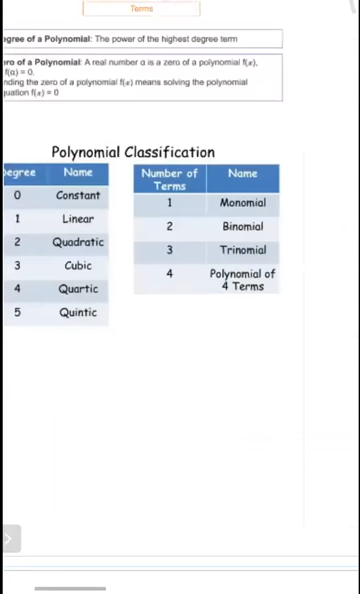 Terms
egree of a Polynomial: The power of the highest degree term
ero of a Polynomial: A real number α is a zero of a polynomial f(x),
f(α) = 0.
nding the zero of a polynomial f(x) means solving the polynomial
quation f(x) = 0
Polynomial Classification
Degree Name
0 Constant
1 Linear
2 Quadratic
3 Cubic
4 Quartic
5 Quintic
Number of Terms Name
1 Monomial
2 Binomial
3 Trinomial
4 Polynomial of
4 Terms